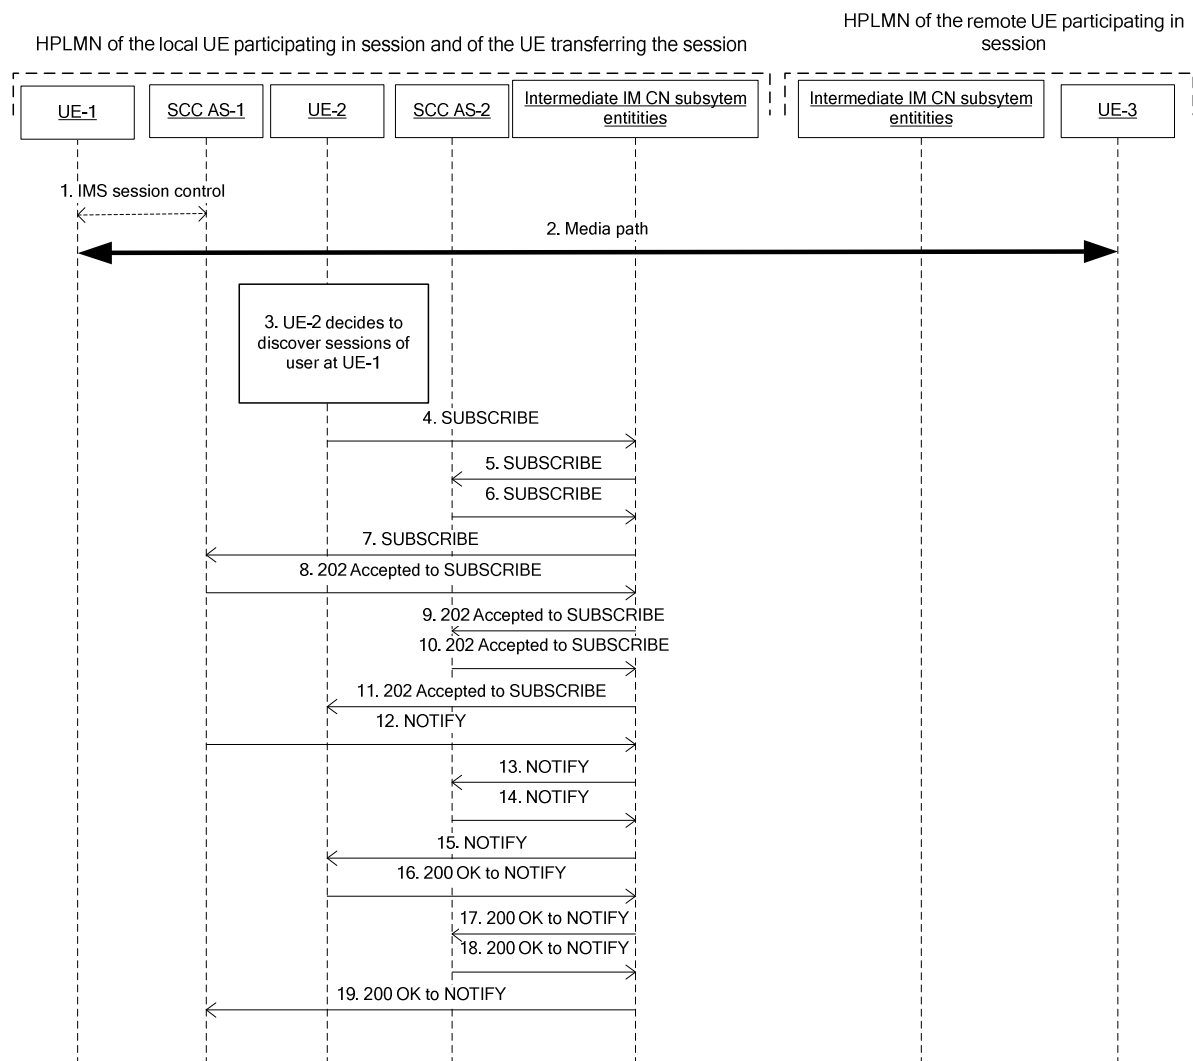 HPLMN of the local UE participating in session and of the UE transferring the session
HPLMN of the remote UE participating in
session
UE-1
SCC AS-1
UE-2
SCC AS-2
Intermediate IM CN subsytem
entitities
Intermediate IM CN subsytem
entitities
UE-3
1. IMS session control
2. Media path
3. UE-2 decides to
discover sessions of
user at UE-1
4. SUBSCRIBE
5. SUBSCRIBE
6. SUBSCRIBE
7. SUBSCRIBE
8. 202 Accepted to SUBSCRIBE
9. 202 Accepted to SUBSCRIBE
10. 202 Accepted to SUBSCRIBE
11. 202 Accepted to SUBSCRIBE
12. NOTIFY
13. NOTIFY
14. NOTIFY
15. NOTIFY
16. 200 OK to NOTIFY
17. 200 OK to NOTIFY
18. 200 OK to NOTIFY
19. 200 OK to NOTIFY